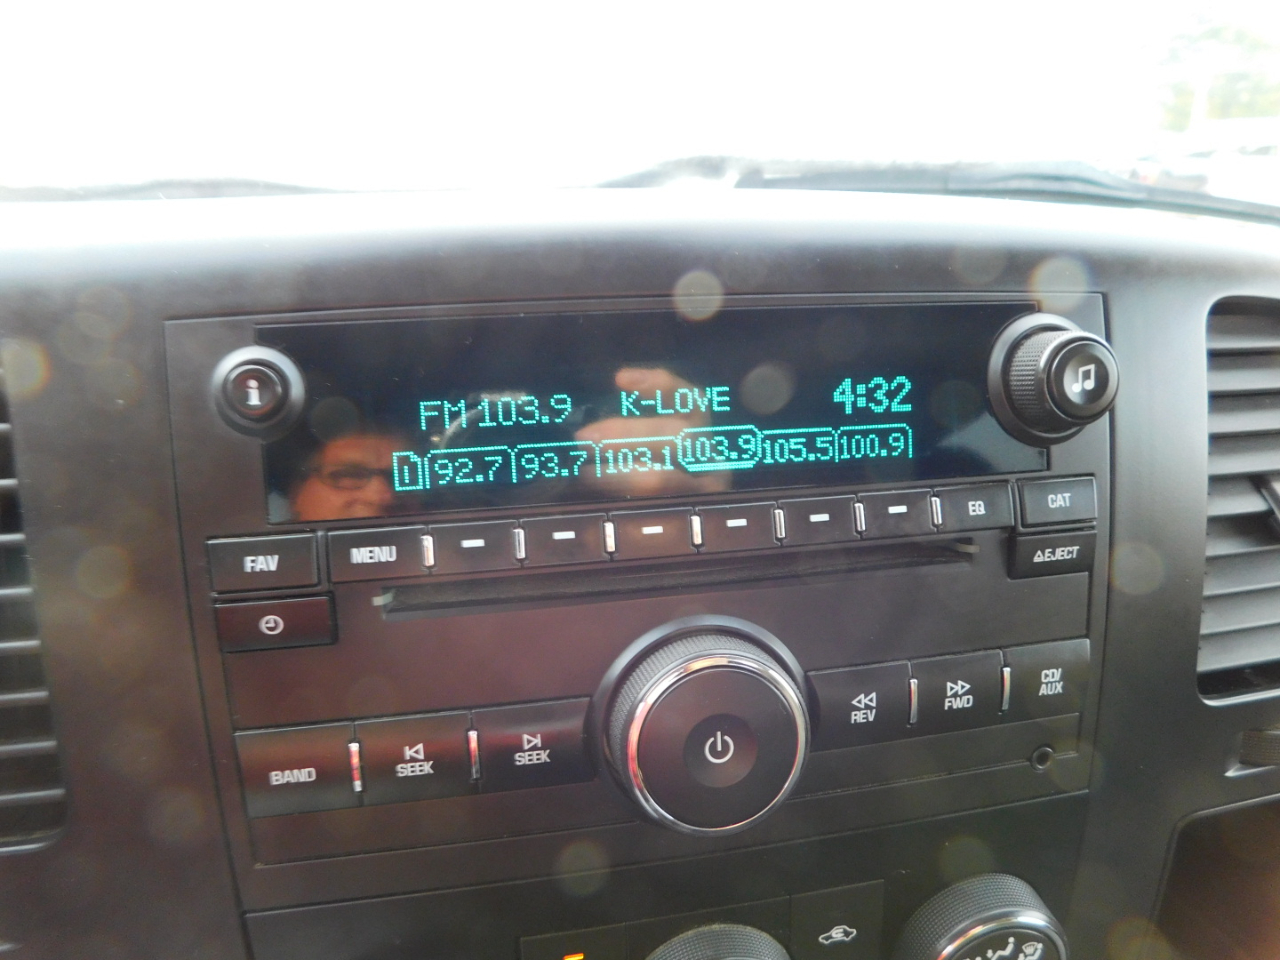 FM 103.9 K-LOVE 4:32
1 92.7 93.7 103.1 103.9 105.5 100.9
i
FAV MENU EQ CAT
EJECT
BAND SEEK SEEK REV FWD CD/
AUX